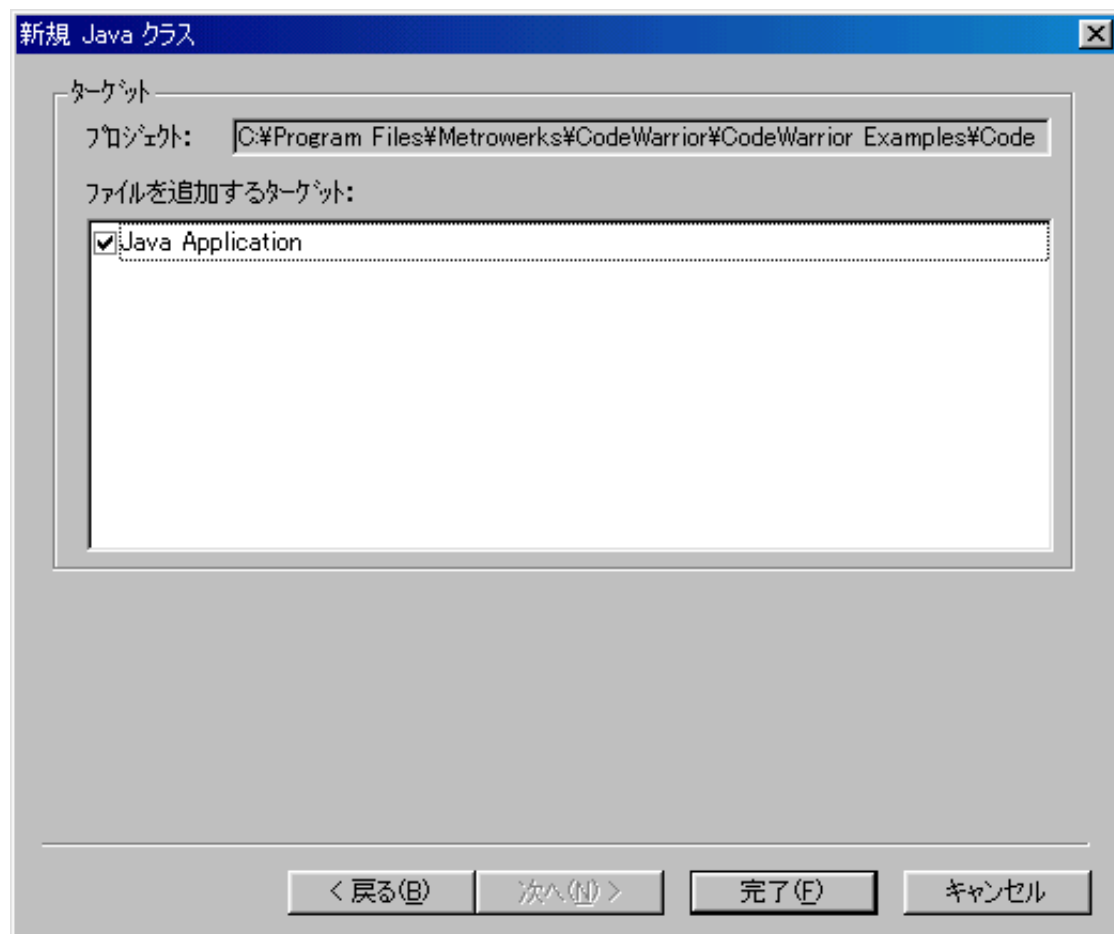 新規 Java クラス
ターゲット
プロジェクト: C:¥Program Files¥Metrowerks¥CodeWarrior¥CodeWarrior Examples¥Code
ファイルを追加するターゲット:
Java Application
< 戻る(B) 次へ(N) > 完了(F) キャンセル